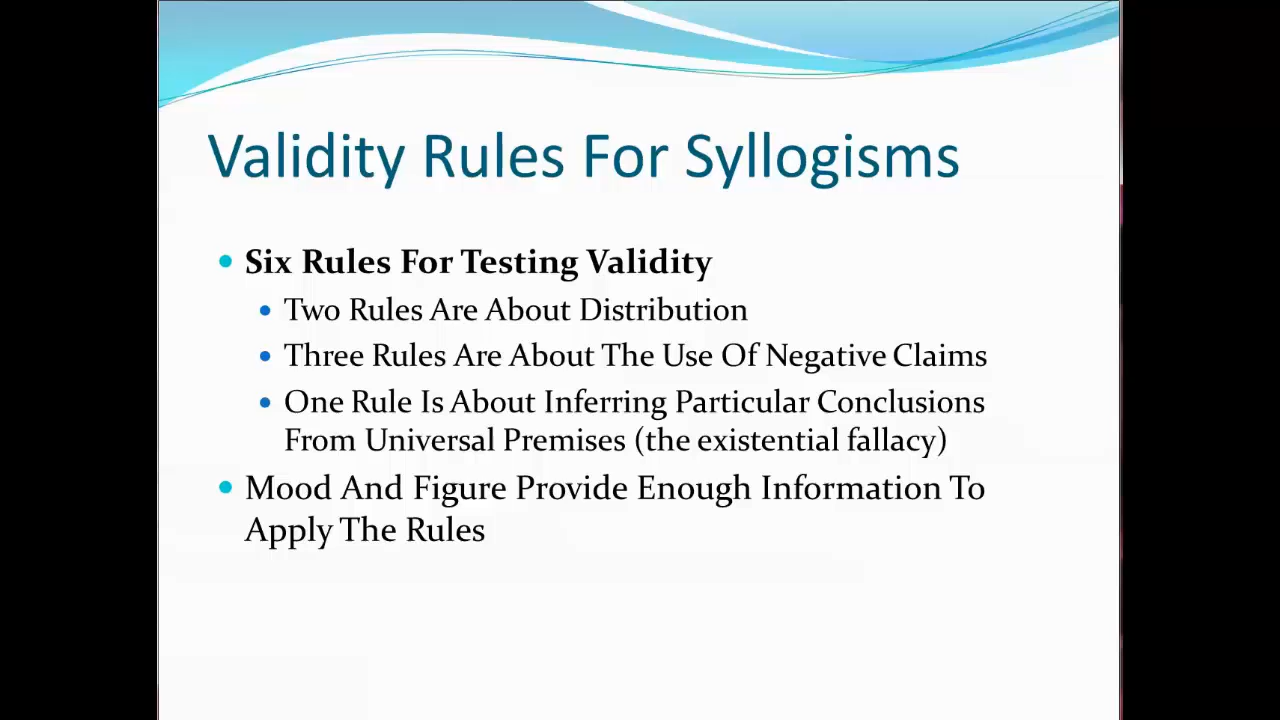 Validity Rules For Syllogisms
• Six Rules For Testing Validity
• Two Rules Are About Distribution
• Three Rules Are About The Use Of Negative Claims
• One Rule Is About Inferring Particular Conclusions
From Universal Premises (the existential fallacy)
• Mood And Figure Provide Enough Information To
Apply The Rules